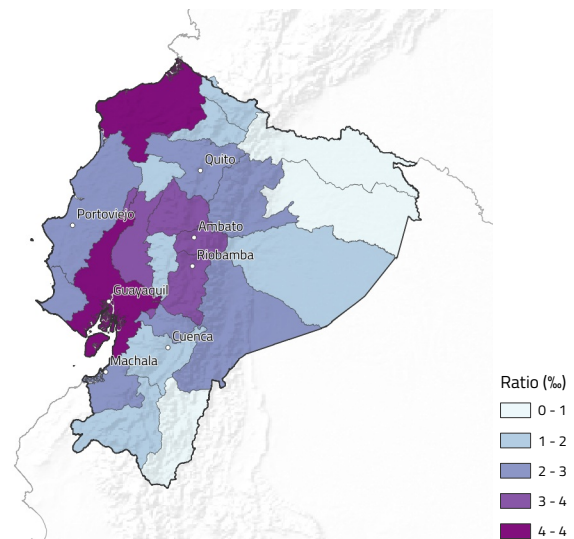 Quito
Portoviejo
Ambato
Riobamba
Guayaquil
Cuenca
Machala
Ratio (‰)
0 - 1
1 - 2
2 - 3
3 - 4
4 - 4